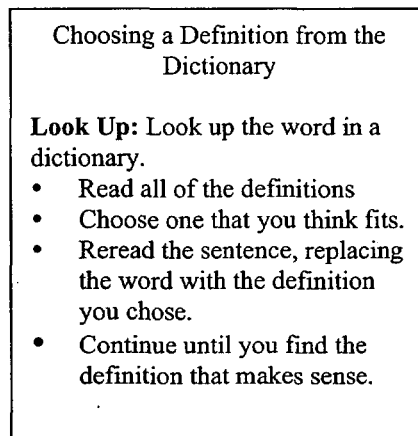 Choosing a Definition from the
Dictionary
Look Up: Look up the word in a
dictionary.
• Read all of the definitions
• Choose one that you think fits.
• Reread the sentence, replacing
the word with the definition
you chose.
• Continue until you find the
definition that makes sense.